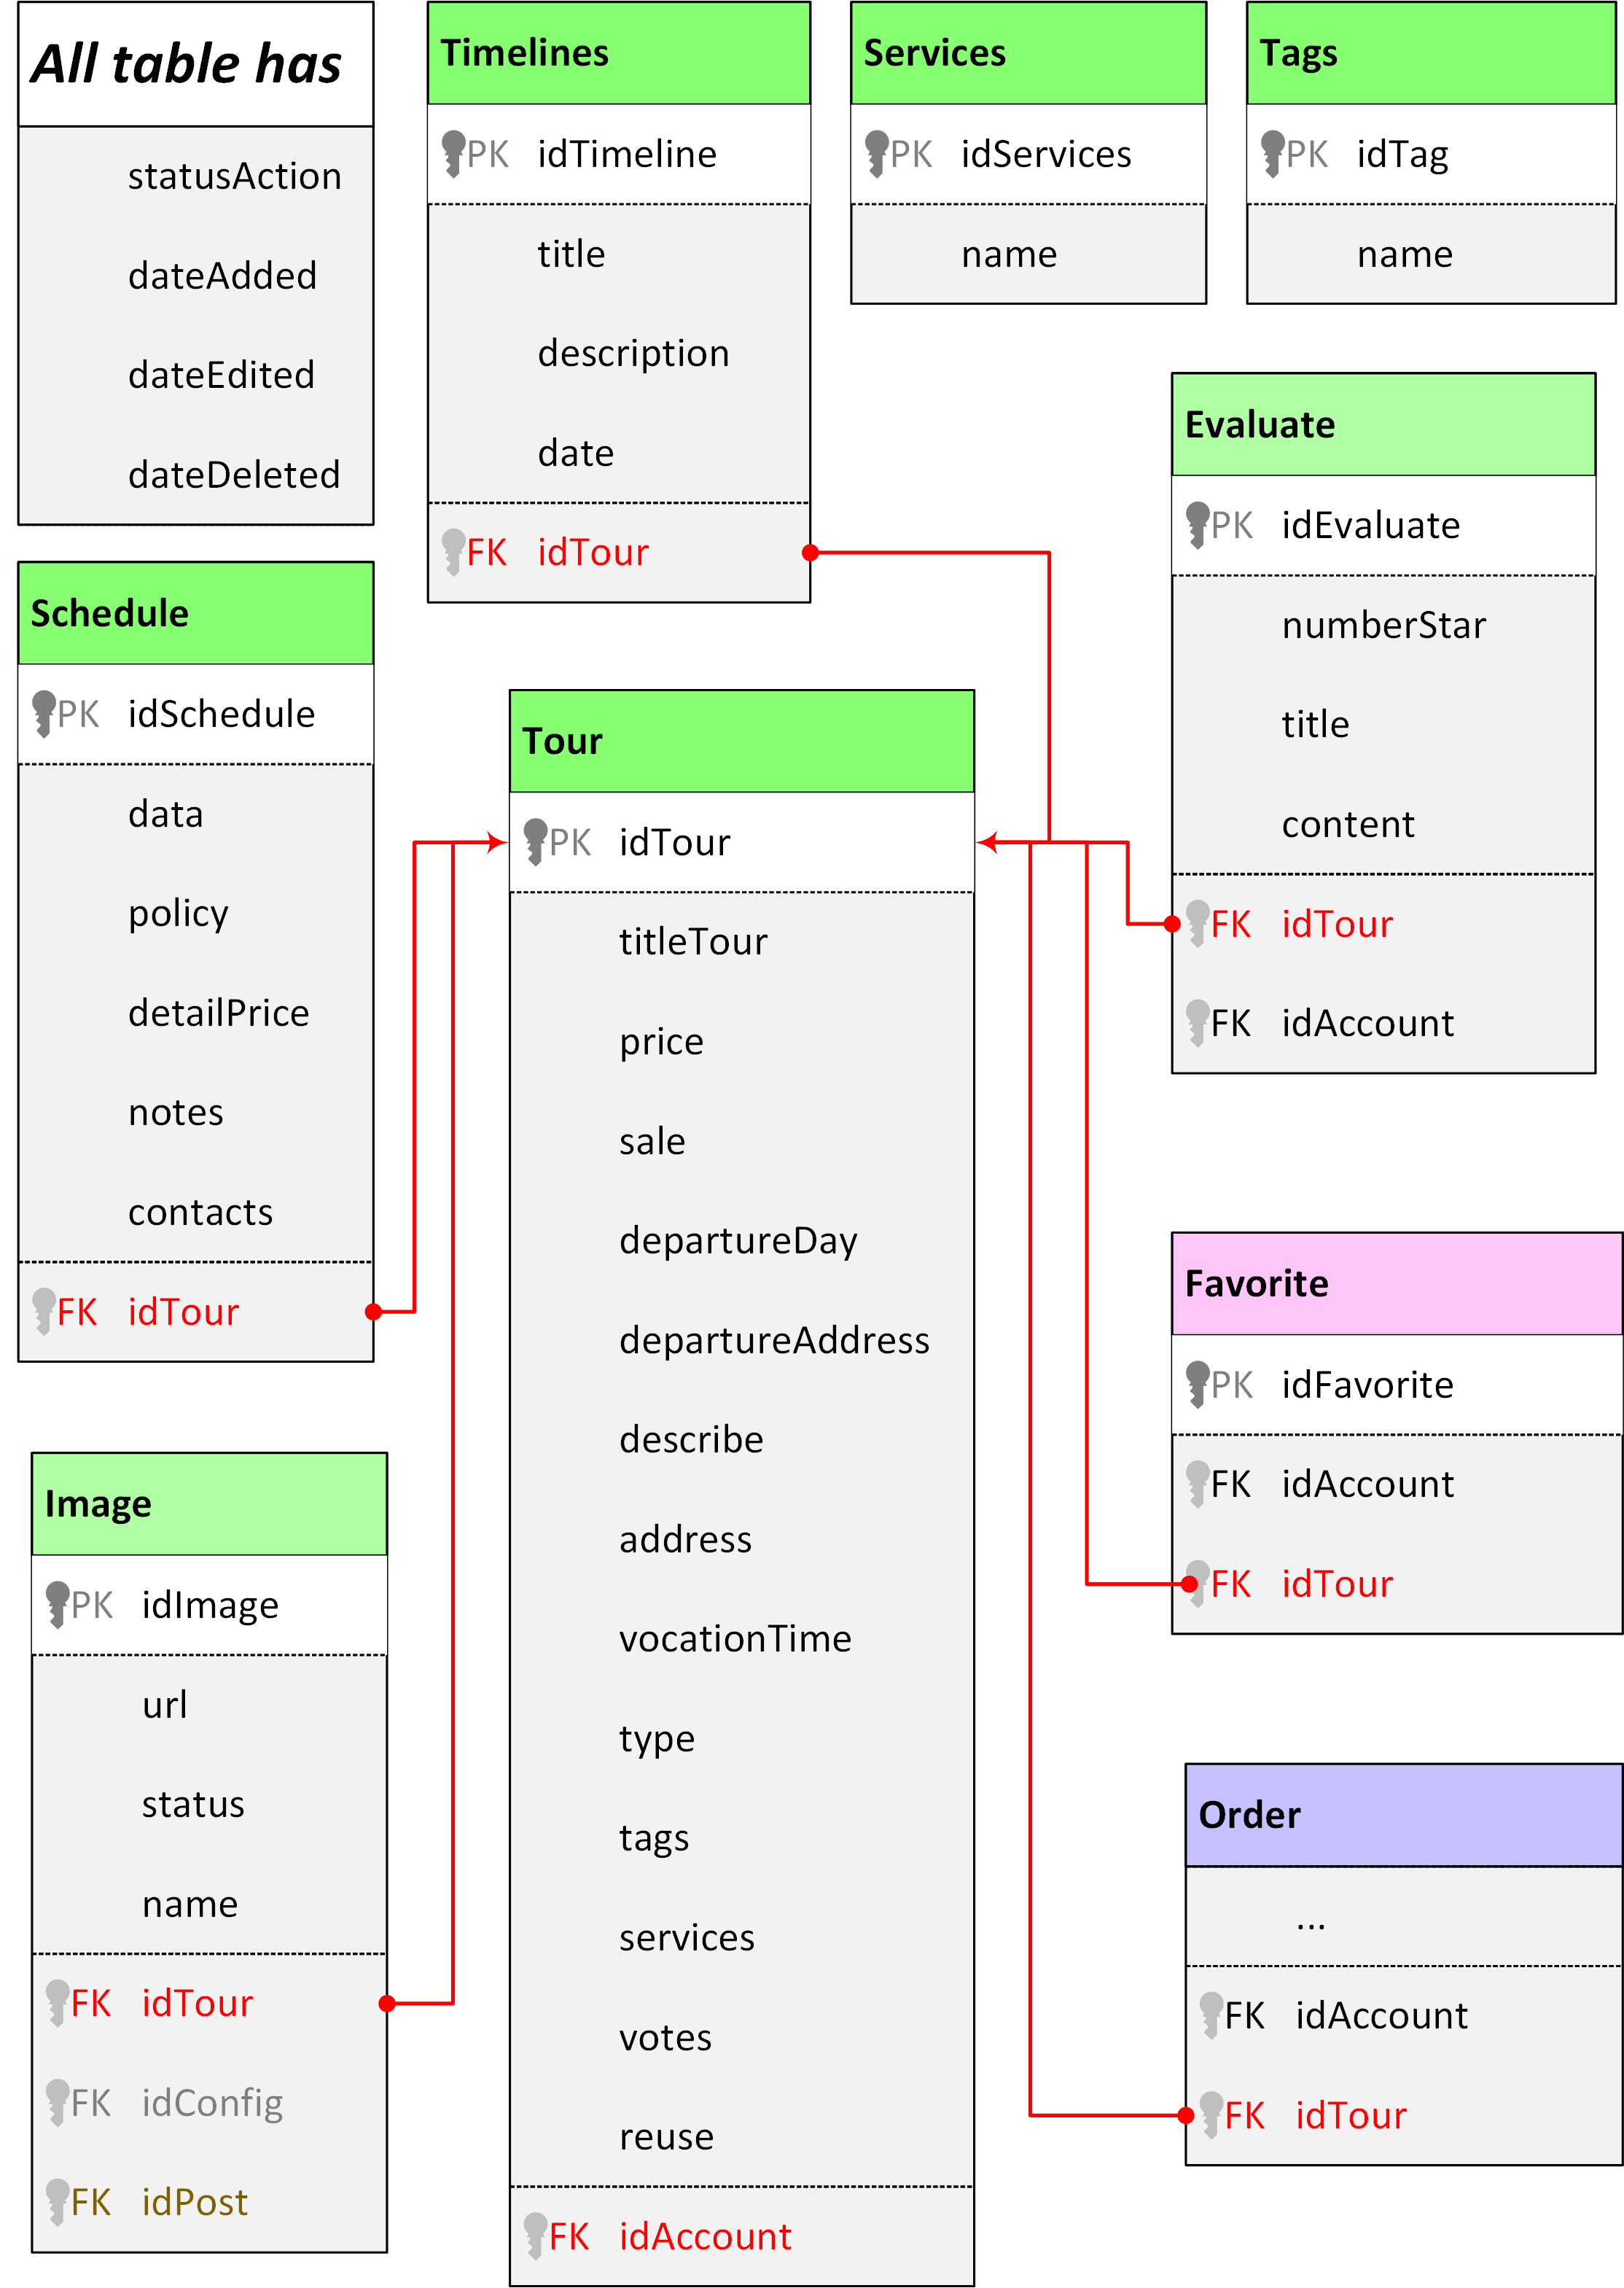 All table has
statusAction
dateAdded
dateEdited
dateDeleted
Timelines
PK idTimeline
title
description
date
FK idTour
Services
PK idServices
name
Tags
PK idTag
name
Evaluate
PK idEvaluate
numberStar
title
content
FK idTour
FK idAccount
Schedule
PK idSchedule
data
policy
detailPrice
notes
contacts
FK idTour
Tour
PK idTour
titleTour
price
sale
departureDay
departureAddress
describe
address
vocationTime
type
tags
services
votes
reuse
FK idAccount
Favorite
PK idFavorite
FK idAccount
FK idTour
Image
PK idImage
url
status
name
FK idTour
FK idConfig
FK idPost
Order
...
FK idAccount
FK idTour